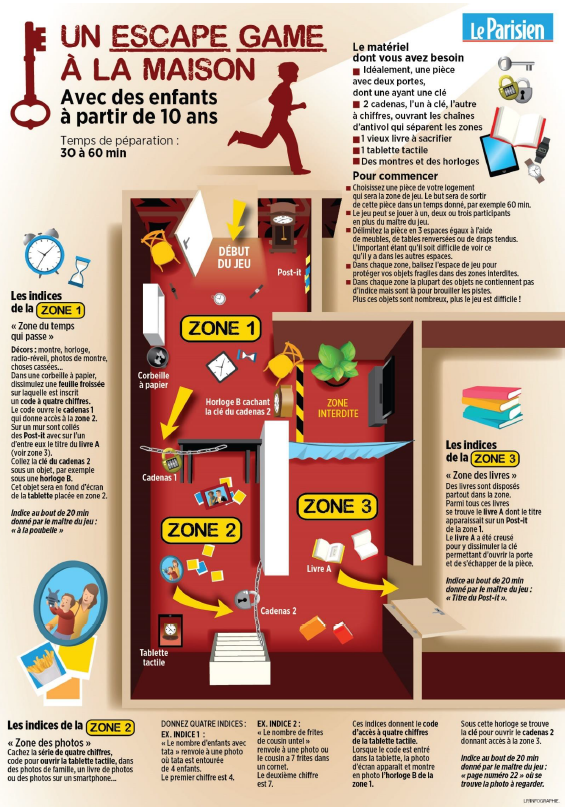 UN ESCAPE GAME
À LA MAISON
Avec des enfants
à partir de 10 ans
Temps de péparation :
30 à 60 min
Le Parisien
Le matériel
dont vous avez besoin
■ Idéalement, une pièce
avec deux portes,
dont une ayant une clé
■ 2 cadenas, l'un à clé, l'autre
à chiffres, ouvrant les chaînes
d'antivol qui séparent les zones
■ 1 vieux livre à sacrifier
■ 1 tablette tactile
■ Des montres et des horloges
Pour commencer
■ Choisissez une pièce de votre logement
qui sera la zone de jeu. Le but sera de sortir
de cette pièce dans un temps donné, par exemple 60 min.
■ Le jeu peut se jouer à un, deux ou trois participants
en plus du maître du jeu.
■ Délimitez la pièce en 3 espaces égaux à l'aide
de meubles, de tables renversées ou de draps tendus.
L'important étant qu'il soit difficile de voir ce
qu'il y a dans les autres espaces.
■ Dans chaque zone, balisez l'espace de jeu pour
protéger vos objets fragiles dans des zones interdites.
■ Dans chaque zone la plupart des objets ne contiennent pas
d'indice mais sont là pour brouiller les pistes.
Plus ces objets sont nombreux, plus le jeu est difficile !
DÉBUT
DU JEU
Post-it
ZONE 1
Corbeille
à papier
Horloge B cachant
la clé du cadenas 2
ZONE
INTERDITE
Cadenas 1
ZONE 2
ZONE 3
Livre A
Cadenas 2
Tablette
tactile
Les indices
de la ZONE 1
« Zone du temps
qui passe »
Décors : montre, horloge,
radio-réveil, photos de montre,
choses cassées...
Dans une corbeille à papier,
dissimulez une feuille froissée
sur laquelle est inscrit
un code à quatre chiffres.
Le code ouvre le cadenas 1
qui donne accès à la zone 2.
Sur un mur sont collés
des Post-it avec sur l'un
d'entre eux le titre du livre A
(voir zone 3).
Collez la clé du cadenas 2
sous un objet, par exemple
sous une horloge B.
Cet objet sera en fond d'écran
de la tablette placée en zone 2.
Indice au bout de 20 min
donné par le maître du jeu :
« à la poubelle »
Les indices
de la ZONE 3
« Zone des livres »
Des livres sont disposés
partout dans la zone.
Parmi tous ces livres
se trouve le livre A dont le titre
apparaissait sur un Post-it
de la zone 1.
Le livre A a été creusé
pour y dissimuler la clé
permettant d'ouvrir la porte
et de s'échapper de la pièce.
Indice au bout de 20 min
donné par le maître du jeu :
« Titre du Post-it ».
Les indices de la ZONE 2
« Zone des photos »
Cachez la série de quatre chiffres,
code pour ouvrir la tablette tactile, dans
des photos de famille, un livre de photos
ou des photos sur un smartphone...
DONNEZ QUATRE INDICES :
EX. INDICE 1 :
« Le nombre d'enfants avec
tata » renvoie à une photo
où tata est entourée
de 4 enfants.
Le premier chiffre est 4.
EX. INDICE 2 :
« Le nombre de frites
de cousin untel »
renvoie à une photo où
le cousin a 7 frites dans
un cornet.
Le deuxième chiffre
est 7.
Ces indices donnent le code
d'accès à quatre chiffres
de la tablette tactile.
Lorsque le code est entré
dans la tablette, la photo
d'écran apparaît et montre
en photo l'horloge B de la
zone 1.
Sous cette horloge se trouve
la clé pour ouvrir le cadenas 2
donnant accès à la zone 3.
Indice au bout de 20 min
donné par le maître du jeu :
« page numéro 22 » où se
trouve la photo à regarder.
LP/INFOGRAPHIE.